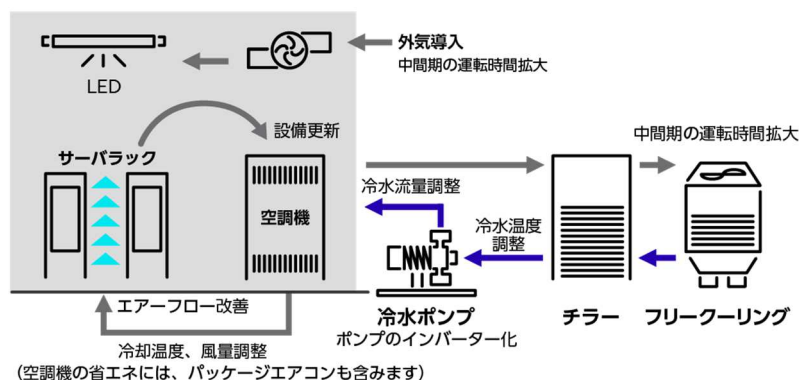 外気導入
中間期の運転時間拡大
LED
設備更新
サーバラック
空調機
中間期の運転時間拡大
冷水流量調整
冷水温度
調整
エアーフロー改善
冷水ポンプ
ポンプのインバーター化
チラー
フリークーリング
冷却温度、風量調整
(空調機の省エネには、パッケージエアコンも含みます)